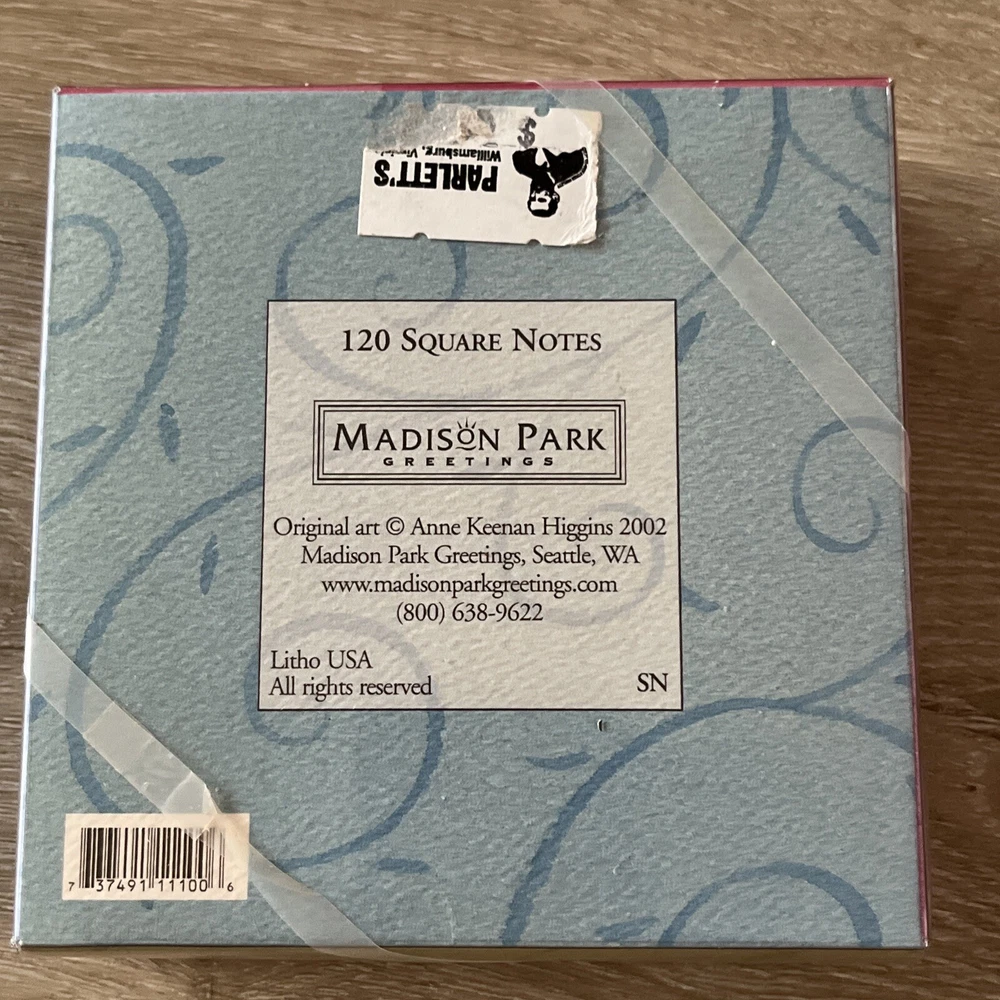 $
Williamsburg, Virginia
PARLETT'S
120 SQUARE NOTES
MADISON PARK
GREETINGS
Original art © Anne Keenan Higgins 2002
Madison Park Greetings, Seattle, WA
www.madisonparkgreetings.com
(800) 638-9622
Litho USA
All rights reserved
SN
7 37491 11100 6